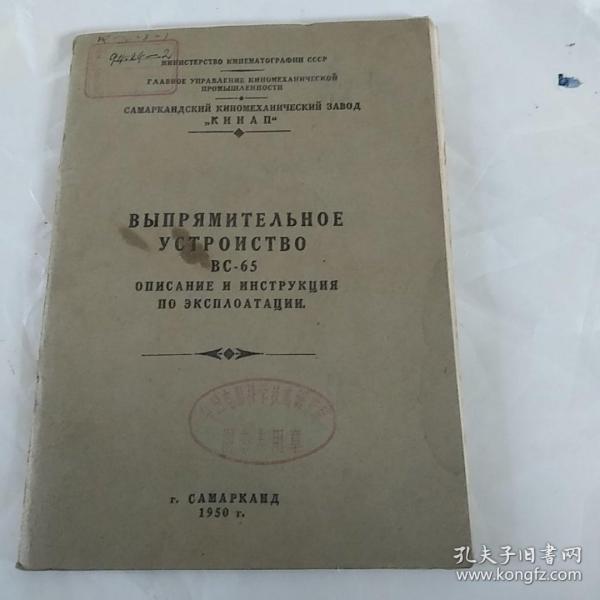 94-24-2
МИНИСТЕРСТВО КИНЕМАТОГРАФИИ СССР
ГЛАВНОЕ УПРАВЛЕНИЕ КИНОМЕХАНИЧЕСКОЙ
ПРОМЫШЛЕННОСТИ
САМАРКАНДСКИЙ КИНОМЕХАНИЧЕСКИЙ ЗАВОД
„КИНАП“
ВЫПРЯМИТЕЛЬНОЕ
УСТРОИСТВО
ВС-65
ОПИСАНИЕ И ИНСТРУКЦИЯ
ПО ЭКСПЛОАТАЦИИ.
г. САМАРКАНД
1950 г.
孔夫子旧书网
www.kongfz.com